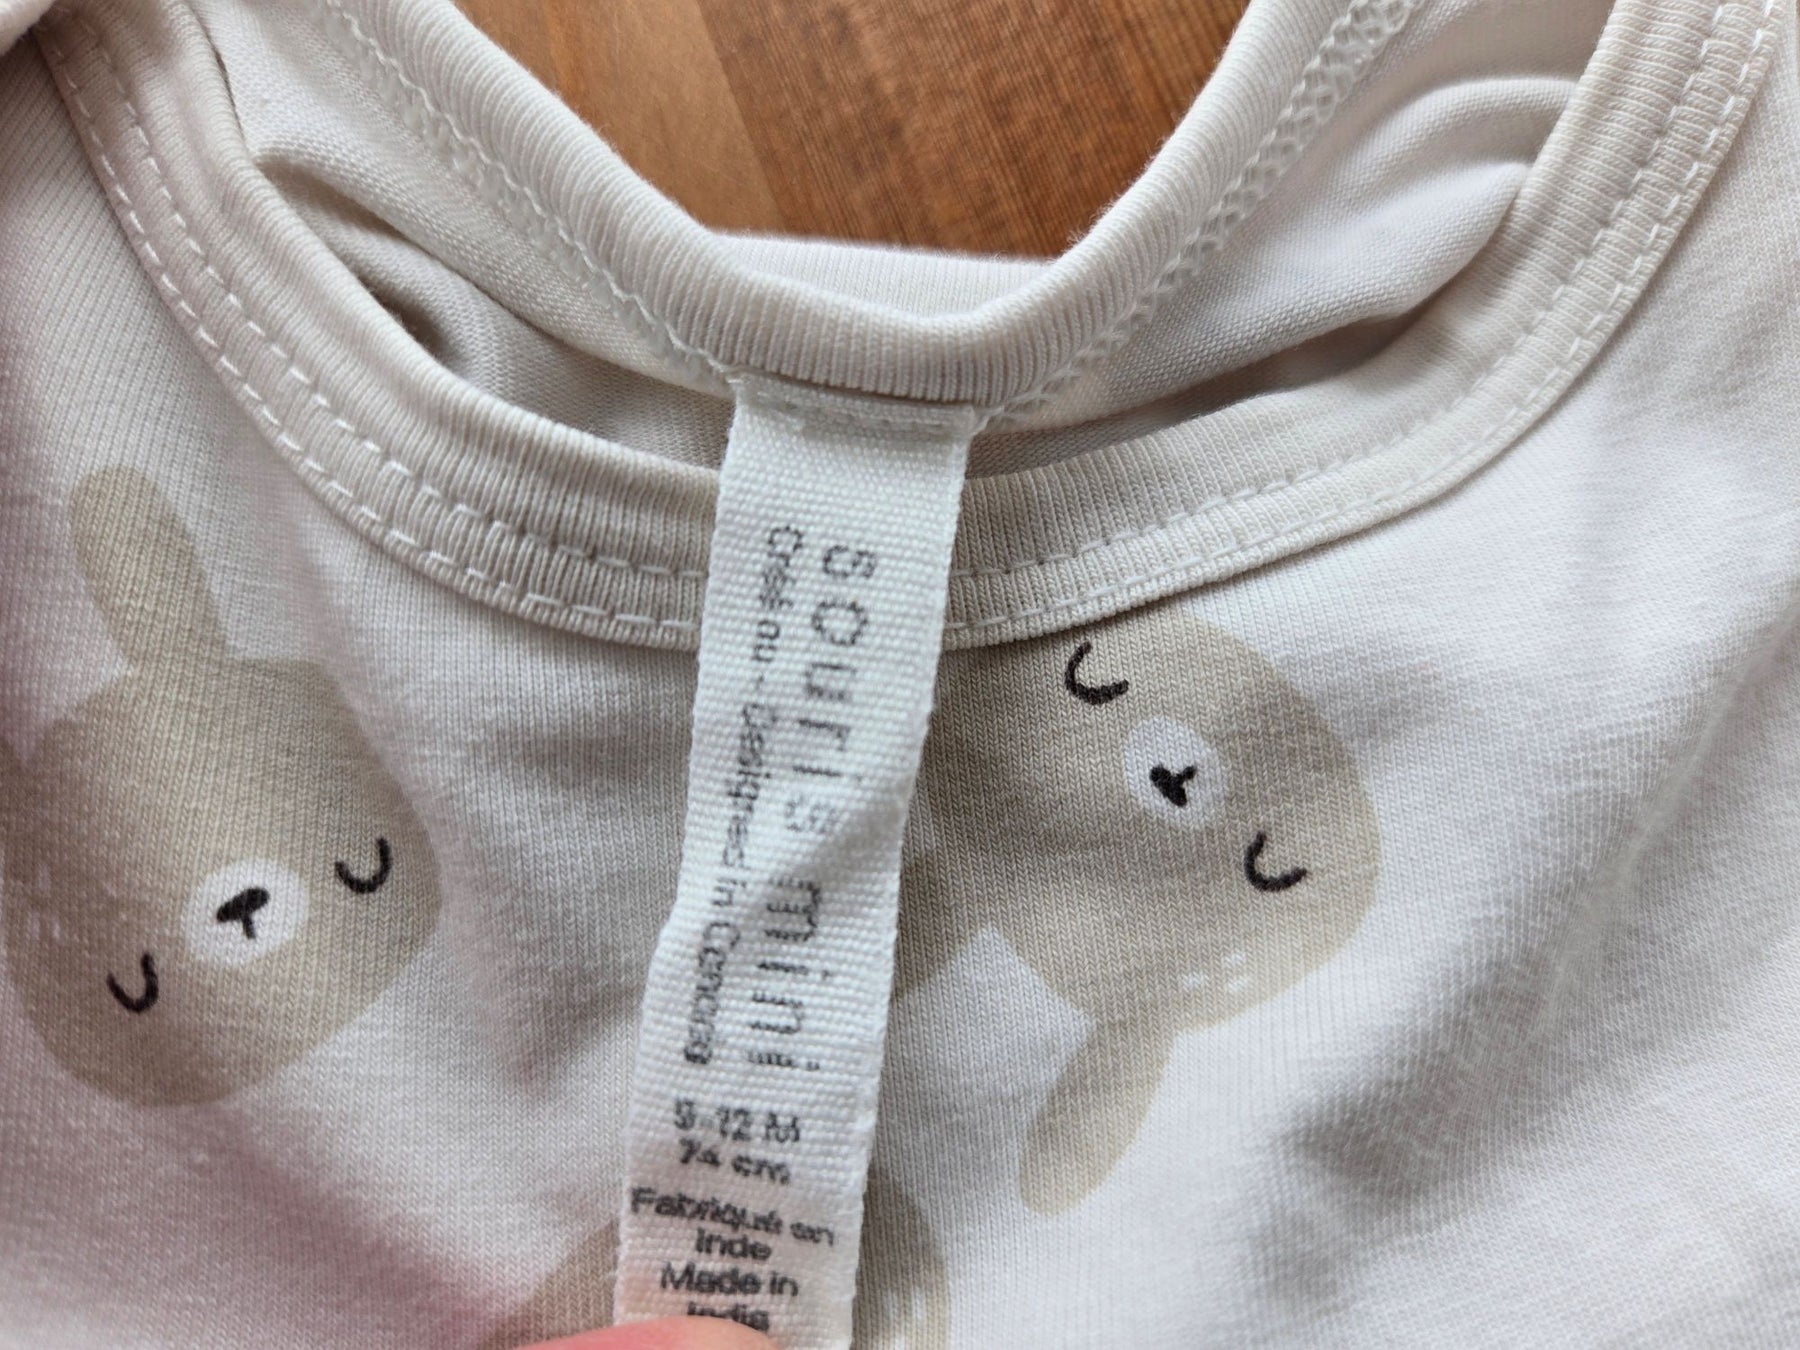 souris mini.
Créé au - Designed in Canada
9-12 M
74 cm
Fabriqué en
Inde
Made in
India